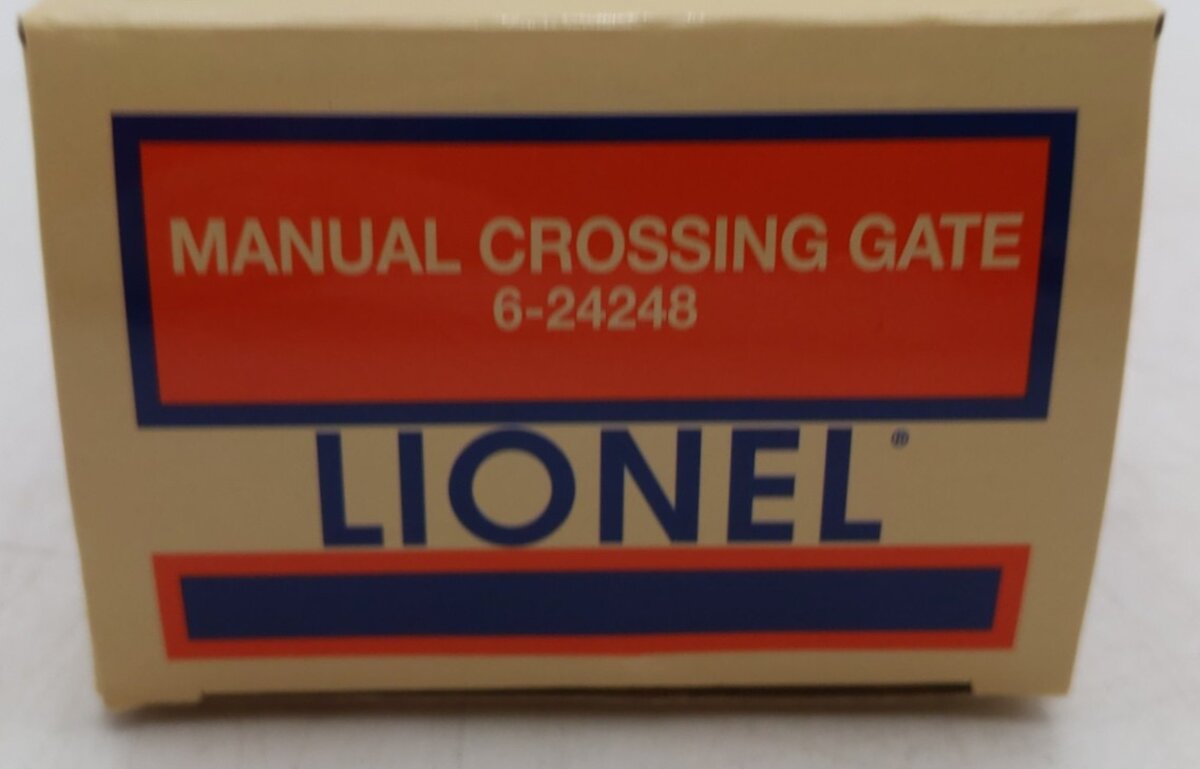 MANUAL CROSSING GATE
6-24248
LIONEL®